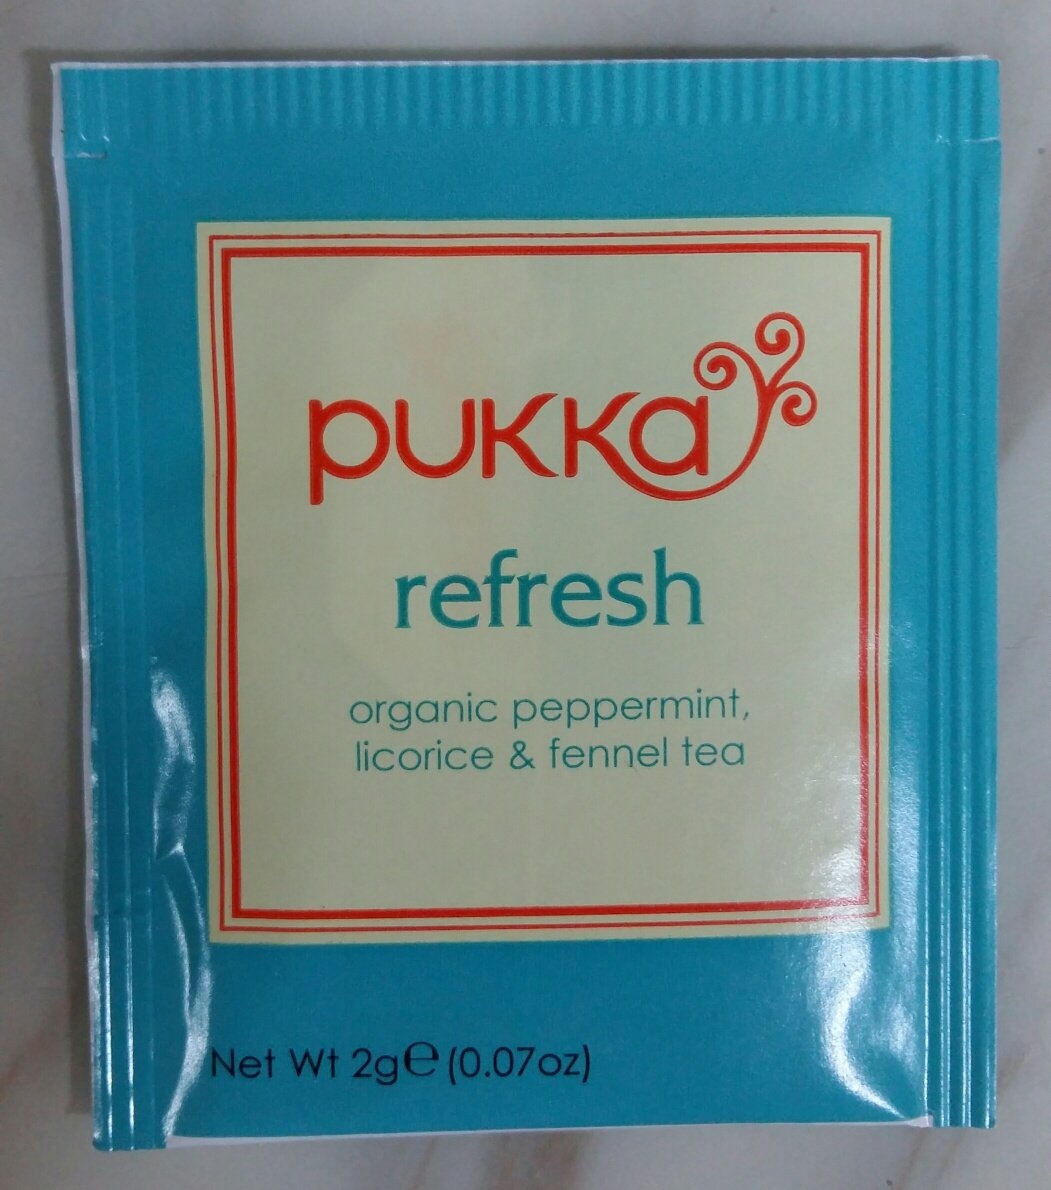 pukka
refresh
organic peppermint,
licorice & fennel tea
Net Wt 2g℮ (0.07oz)